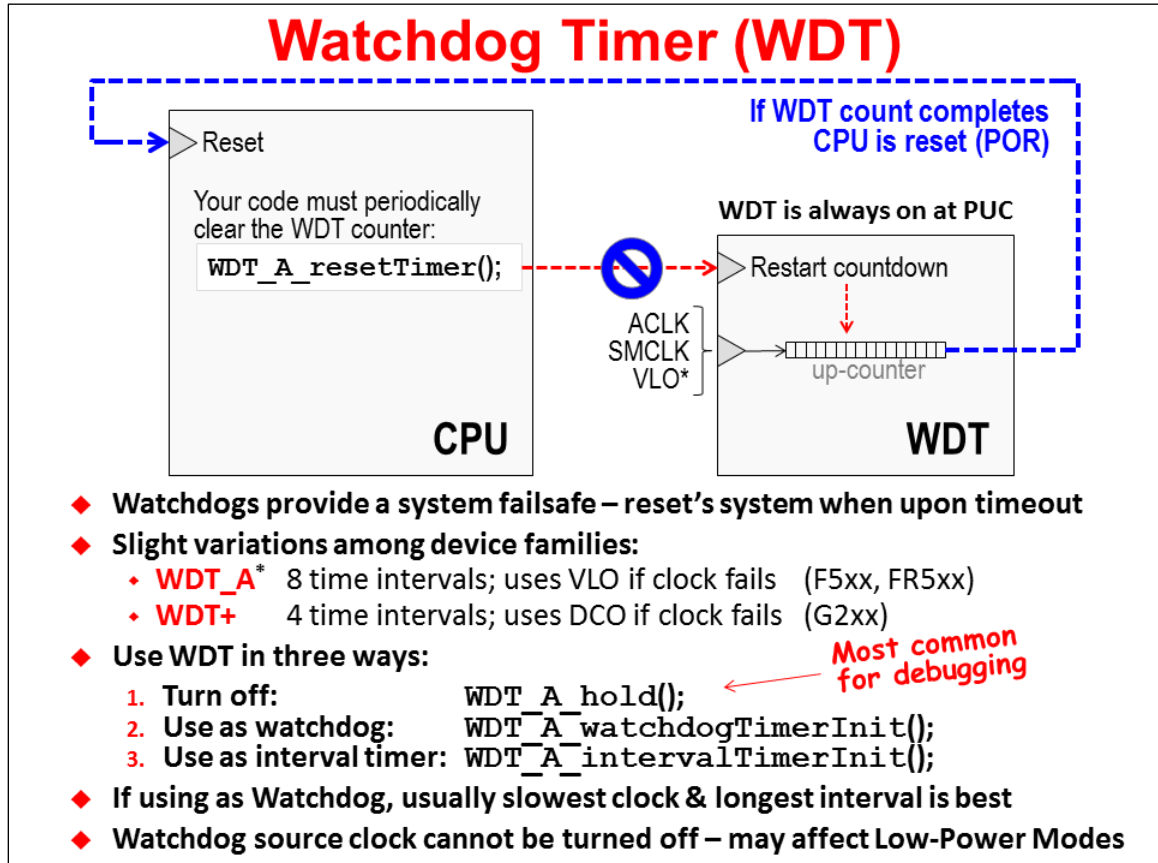 Watchdog Timer (WDT)
If WDT count completes
CPU is reset (POR)
Reset
Your code must periodically
clear the WDT counter:
WDT_A_resetTimer();
CPU
WDT is always on at PUC
Restart countdown
ACLK
SMCLK
VLO*
up-counter
WDT
Watchdogs provide a system failsafe – reset's system when upon timeout
Slight variations among device families:
WDT_A* 8 time intervals; uses VLO if clock fails (F5xx, FR5xx)
WDT+ 4 time intervals; uses DCO if clock fails (G2xx)
Use WDT in three ways:
Most common
for debugging
1. Turn off: WDT_A_hold();
2. Use as watchdog: WDT_A_watchdogTimerInit();
3. Use as interval timer: WDT_A_intervalTimerInit();
If using as Watchdog, usually slowest clock & longest interval is best
Watchdog source clock cannot be turned off – may affect Low-Power Modes